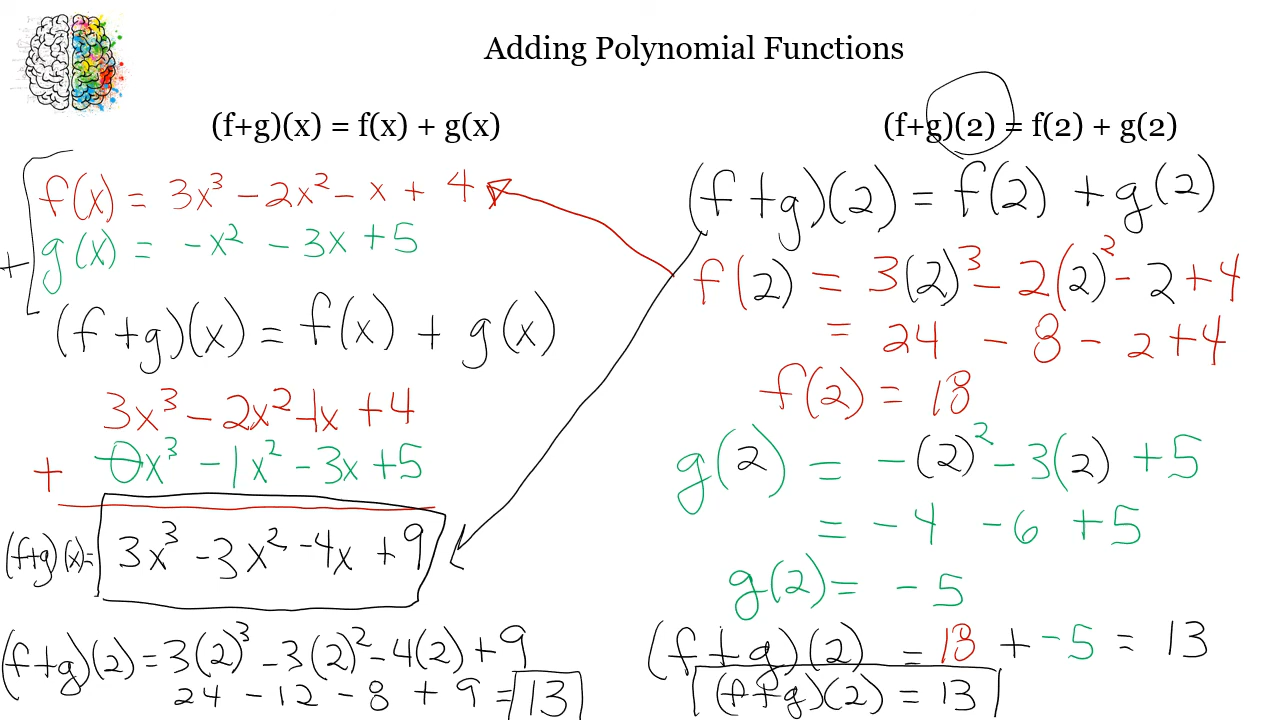 Adding Polynomial Functions
(f+g)(x) = f(x) + g(x)
f(x) = 3x³ - 2x² - x + 4
g(x) = -x² - 3x + 5
+
(f+g)(x) = f(x) + g(x)
3x³ - 2x² - 1x + 4
+ 0x³ - 1x² - 3x + 5
(f+g)(x) = 3x³ - 3x² - 4x + 9
(f+g)(2) = 3(2)³ - 3(2)² - 4(2) + 9
24 - 12 - 8 + 9 = 13
(f+g)(2) = f(2) + g(2)
(f+g)(2) = f(2) + g(2)
f(2) = 3(2)³ - 2(2)² - 2 + 4
= 24 - 8 - 2 + 4
f(2) = 18
g(2) = -(2)² - 3(2) + 5
= -4 - 6 + 5
g(2) = -5
(f+g)(2) = 18 + -5 = 13
(f+g)(2) = 13